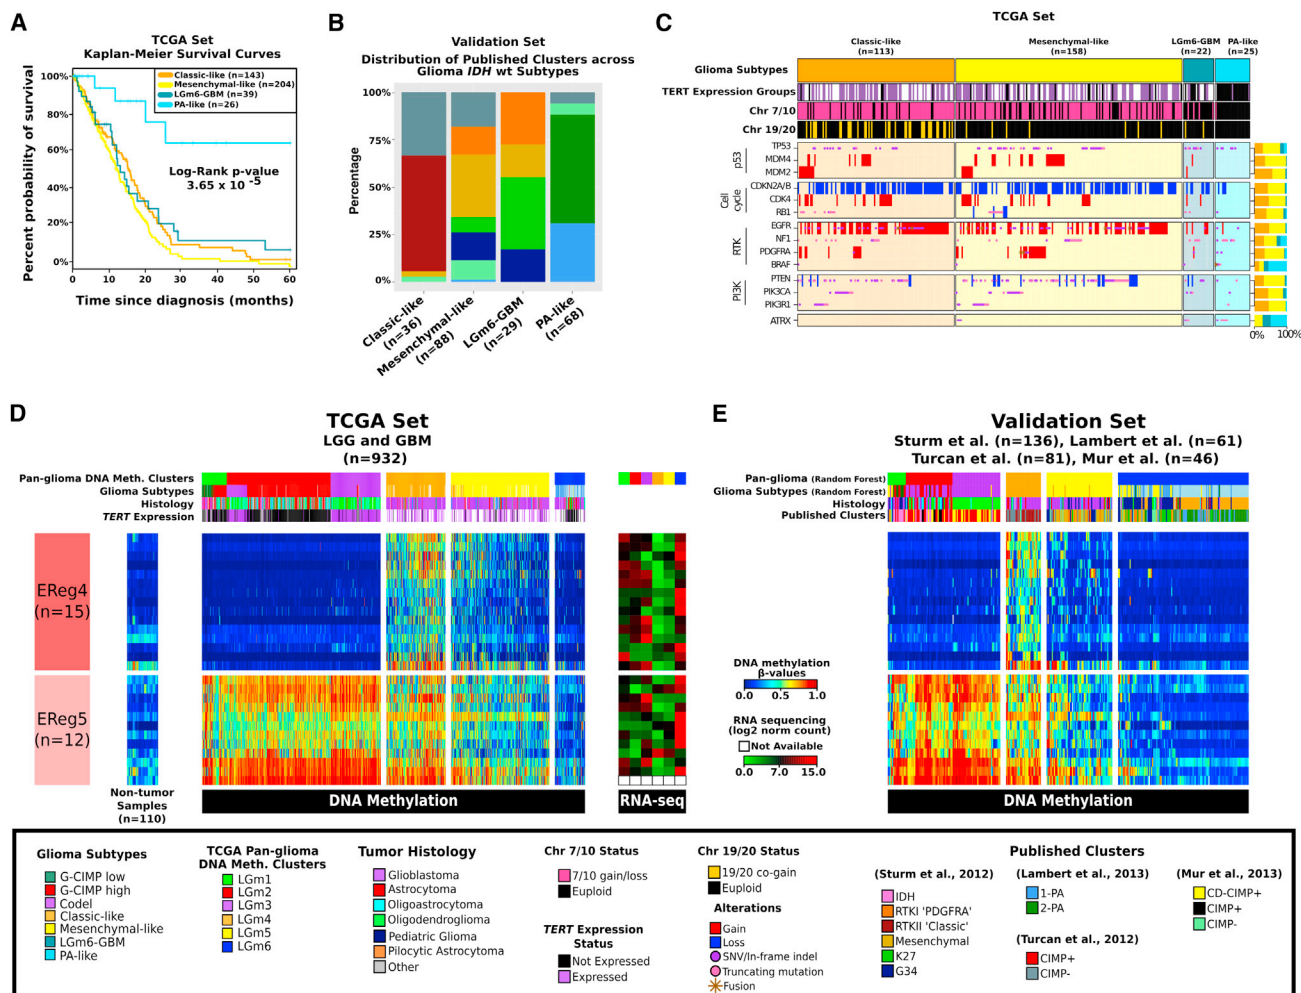 A
TCGA Set
Kaplan-Meier Survival Curves
Percent probability of survival
100%
80%
60%
40%
20%
0%
Classic-like (n=143)
Mesenchymal-like (n=204)
LGm6-GBM (n=39)
PA-like (n=26)
Log-Rank p-value
3.65 x 10 -5
0 10 20 30 40 50 60
Time since diagnosis (months)
B
Validation Set
Distribution of Published Clusters across
Glioma IDH wt Subtypes
Percentage
100%
75%
50%
25%
0%
Classic-like
(n=36)
Mesenchymal-like
(n=88)
LGm6-GBM
(n=29)
PA-like
(n=68)
C
TCGA Set
Classic-like
(n=113)
Mesenchymal-like
(n=158)
LGm6-GBM
(n=22)
PA-like
(n=25)
Glioma Subtypes
TERT Expression Groups
Chr 7/10
Chr 19/20
p53
TP53
MDM4
MDM2
Cell
cycle
CDKN2A/B
CDK4
RB1
RTK
EGFR
NF1
PDGFRA
BRAF
PI3K
PTEN
PIK3CA
PIK3R1
ATRX
0% 100%
D
TCGA Set
LGG and GBM
(n=932)
Pan-glioma DNA Meth. Clusters
Glioma Subtypes
Histology
TERT Expression
EReg4
(n=15)
EReg5
(n=12)
Non-tumor
Samples
(n=110)
DNA Methylation
RNA-seq
E
Validation Set
Sturm et al. (n=136), Lambert et al. (n=61)
Turcan et al. (n=81), Mur et al. (n=46)
Pan-glioma (Random Forest)
Glioma Subtypes (Random Forest)
Histology
Published Clusters
DNA methylation
β-values
0.0 0.5 1.0
RNA sequencing
(log2 norm count)
Not Available
0.0 7.0 15.0
DNA Methylation
Glioma Subtypes
G-CIMP low
G-CIMP high
Codel
Classic-like
Mesenchymal-like
LGm6-GBM
PA-like
TCGA Pan-glioma
DNA Meth. Clusters
LGm1
LGm2
LGm3
LGm4
LGm5
LGm6
Tumor Histology
Glioblastoma
Astrocytoma
Oligoastrocytoma
Oligodendroglioma
Pediatric Glioma
Pilocytic Astrocytoma
Other
Chr 7/10 Status
7/10 gain/loss
Euploid
TERT Expression
Status
Not Expressed
Expressed
Chr 19/20 Status
19/20 co-gain
Euploid
Alterations
Gain
Loss
SNV/In-frame indel
Truncating mutation
Fusion
Published Clusters
(Sturm et al., 2012)
IDH
RTKI 'PDGFRA'
RTKII 'Classic'
Mesenchymal
K27
G34
(Lambert et al., 2013)
1-PA
2-PA
(Turcan et al., 2012)
CIMP+
CIMP-
(Mur et al., 2013)
CD-CIMP+
CIMP+
CIMP-